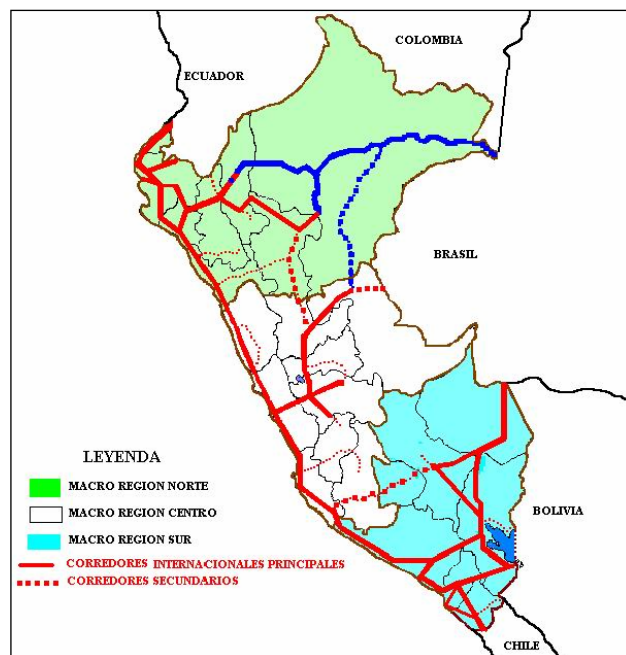 COLOMBIA
ECUADOR
BRASIL
LEYENDA
MACRO REGION NORTE
MACRO REGION CENTRO
MACRO REGION SUR
CORREDORES INTERNACIONALES PRINCIPALES
CORREDORES SECUNDARIOS
BOLIVIA
CHILE